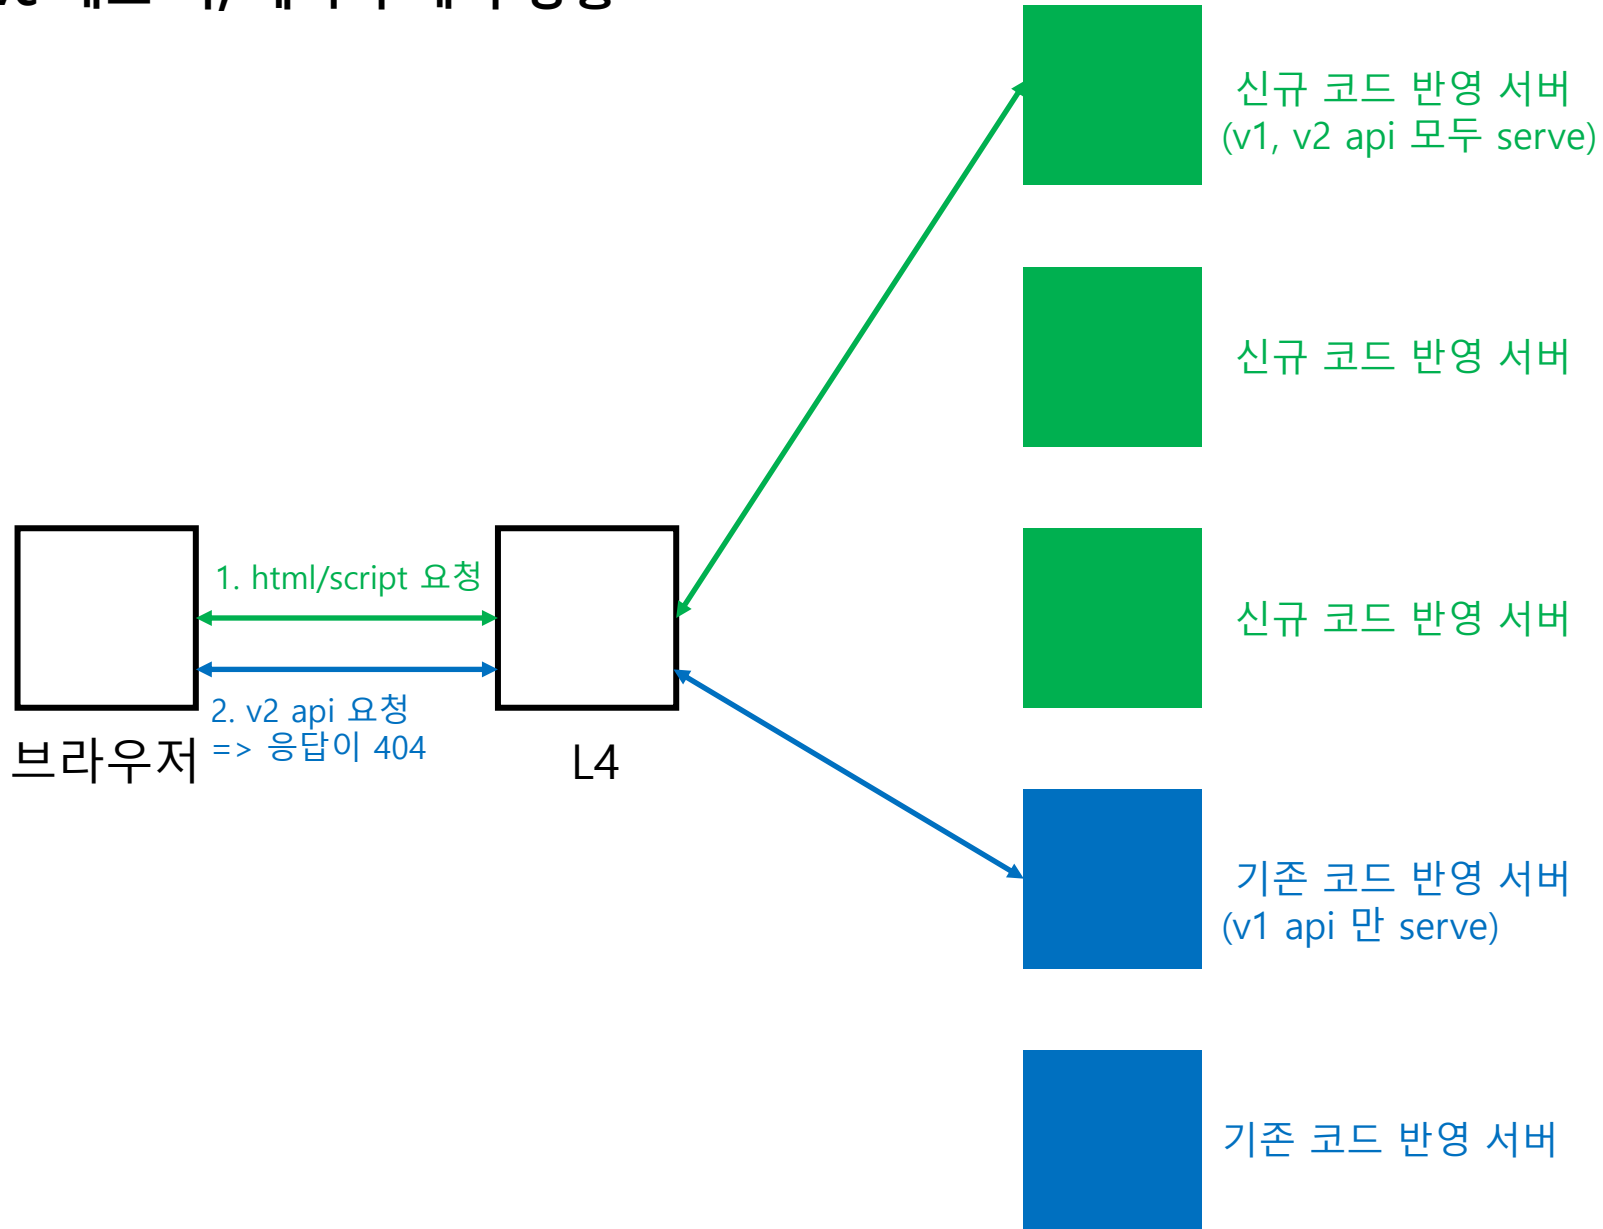 신규 코드 반영 서버
(v1, v2 api 모두 serve)
신규 코드 반영 서버
1. html/script 요청
신규 코드 반영 서버
2. v2 api 요청
=> 응답이 404
브라우저
L4
기존 코드 반영 서버
(v1 api 만 serve)
기존 코드 반영 서버